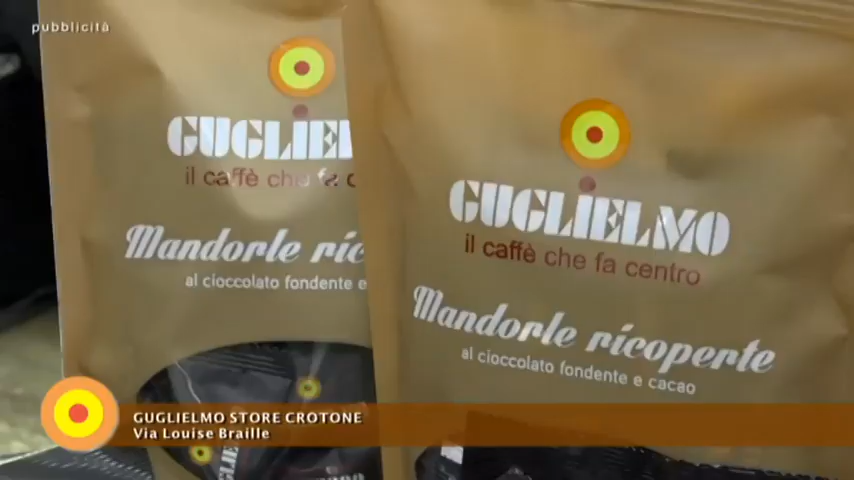 pubblicità
GUGLIEL
il caffè che fa c
Mandorle ric
al cioccolato fondente e
GUGLIELMO
il caffè che fa centro
Mandorle ricoperte
al cioccolato fondente e cacao
GUGLIELMO STORE CROTONE
Via Louise Braille